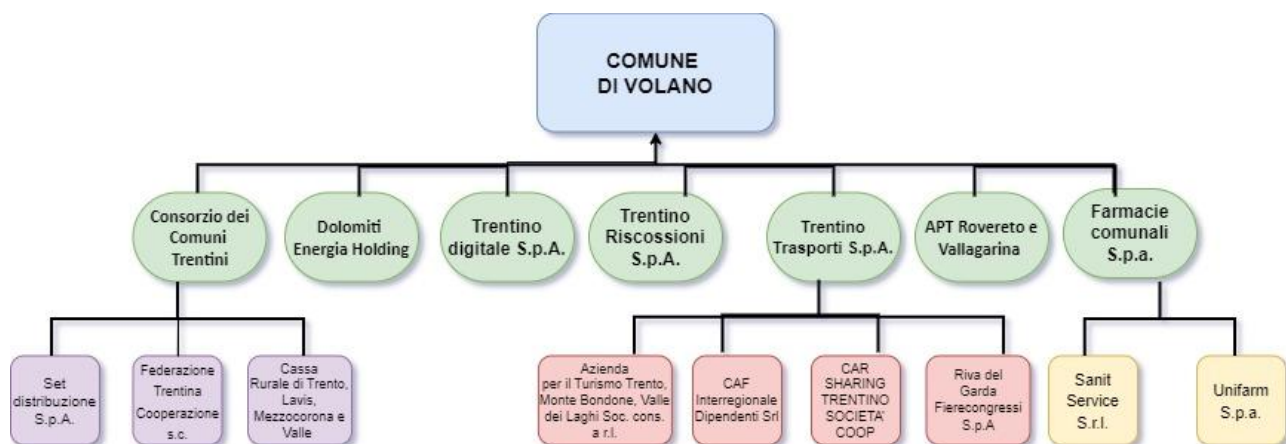 COMUNE
DI VOLANO
Consorzio dei
Comuni
Trentini
Dolomiti
Energia Holding
Trentino
digitale S.p.A.
Trentino
Riscossioni
S.p.A.
Trentino
Trasporti S.p.A.
APT Rovereto e
Vallagarina
Farmacie
comunali
S.p.a.
Set
distribuzione
S.p.A.
Federazione
Trentina
Cooperazione
s.c.
Cassa
Rurale di Trento,
Lavis,
Mezzocorona e
Valle
Azienda
per il Turismo Trento,
Monte Bondone, Valle
dei Laghi Soc. cons.
a r.l.
CAF
Interregionale
Dipendenti Srl
CAR
SHARING
TRENTINO
SOCIETA'
COOP
Riva del
Garda
Fierecongressi
S.p.A
Sanit
Service
S.r.l.
Unifarm
S.p.a.